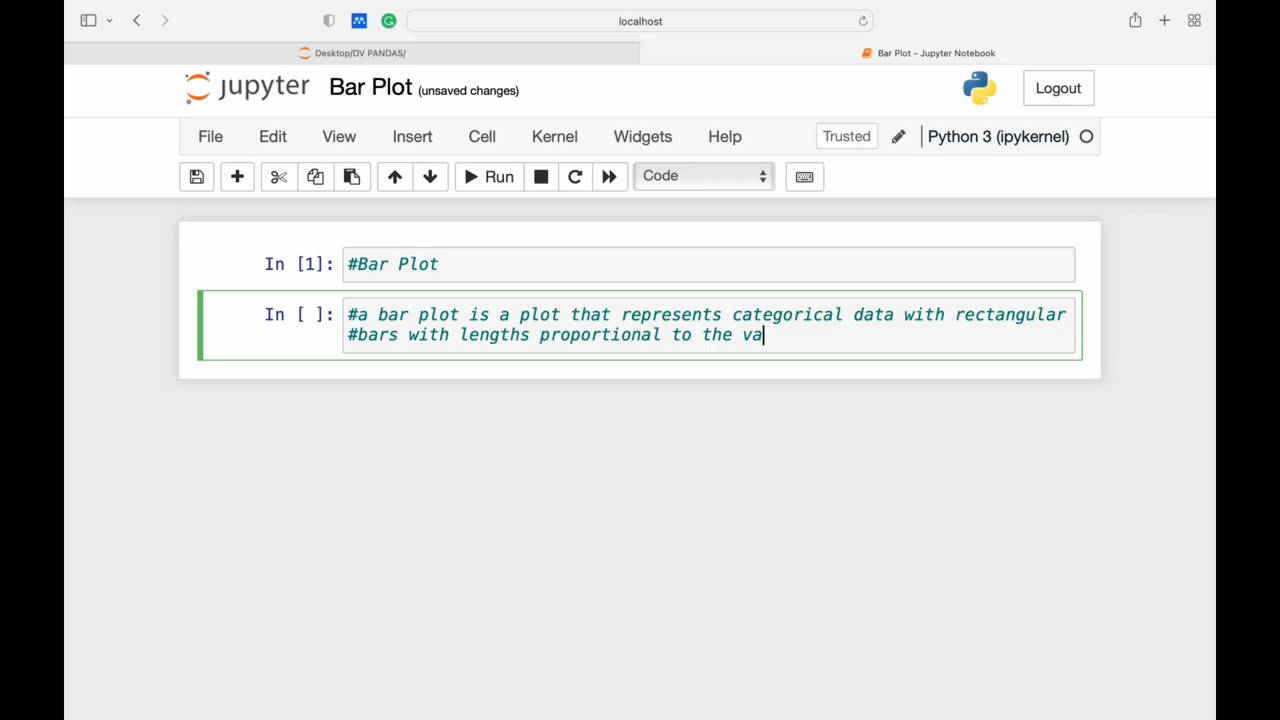 localhost
Desktop/DV PANDAS/
Bar Plot - Jupyter Notebook
jupyter Bar Plot (unsaved changes)
Logout
File Edit View Insert Cell Kernel Widgets Help Trusted Python 3 (ipykernel)
Run Code
In [1]: #Bar Plot
In [ ]: #a bar plot is a plot that represents categorical data with rectangular
#bars with lengths proportional to the va